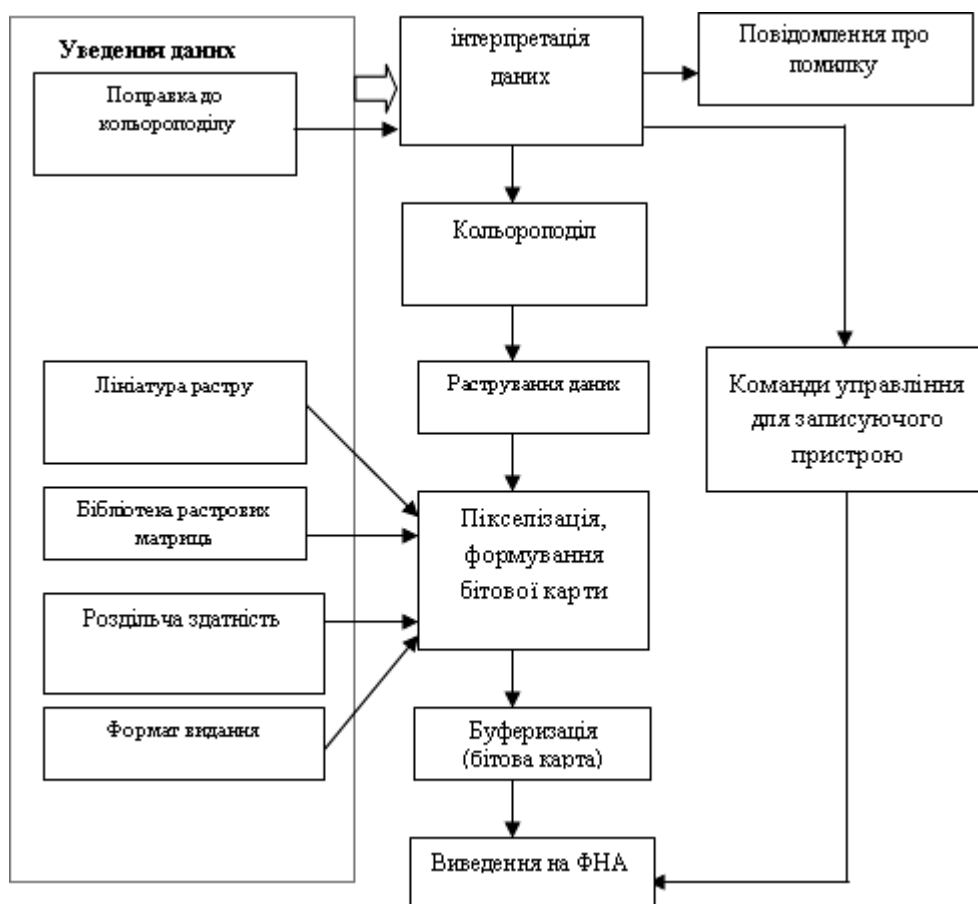 Уведення даних
Поправка до
кольороподілу
інтерпретація
даних
Повідомлення про
помилку
Кольороподіл
Лініатура растру
Растрування даних
Команди управління
для записуючого
пристрою
Бібліотека растрових
матриць
Пікселізація,
формування
бітової карти
Роздільча здатність
Формат видання
Буферизація
(бітова карта)
Виведення на ФНА